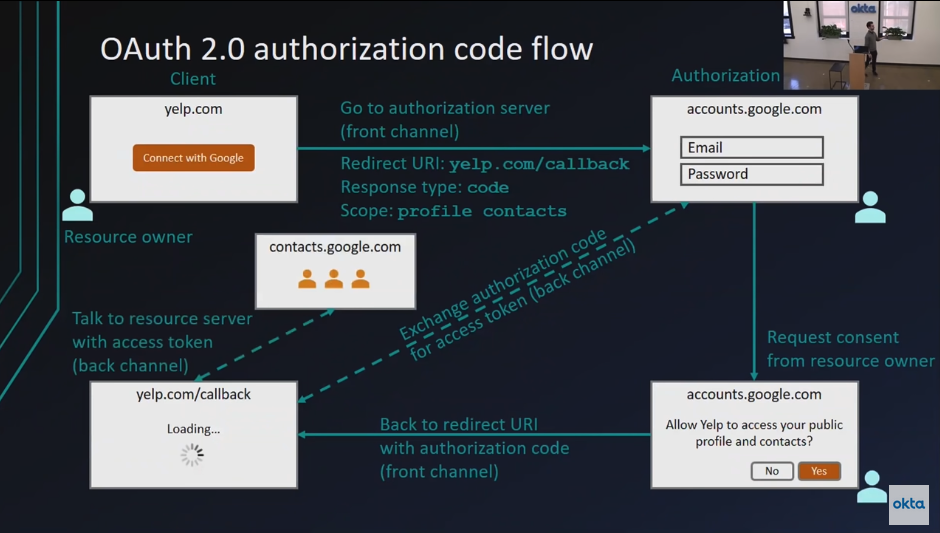 OAuth 2.0 authorization code flow
okta
Client
yelp.com
Connect with Google
Resource owner
Go to authorization server
(front channel)
Redirect URI: yelp.com/callback
Response type: code
Scope: profile contacts
Authorization
accounts.google.com
Email
Password
contacts.google.com
Exchange authorization code
for access token (back channel)
Talk to resource server
with access token
(back channel)
Request consent
from resource owner
yelp.com/callback
Loading...
Back to redirect URI
with authorization code
(front channel)
accounts.google.com
Allow Yelp to access your public
profile and contacts?
No
Yes
okta